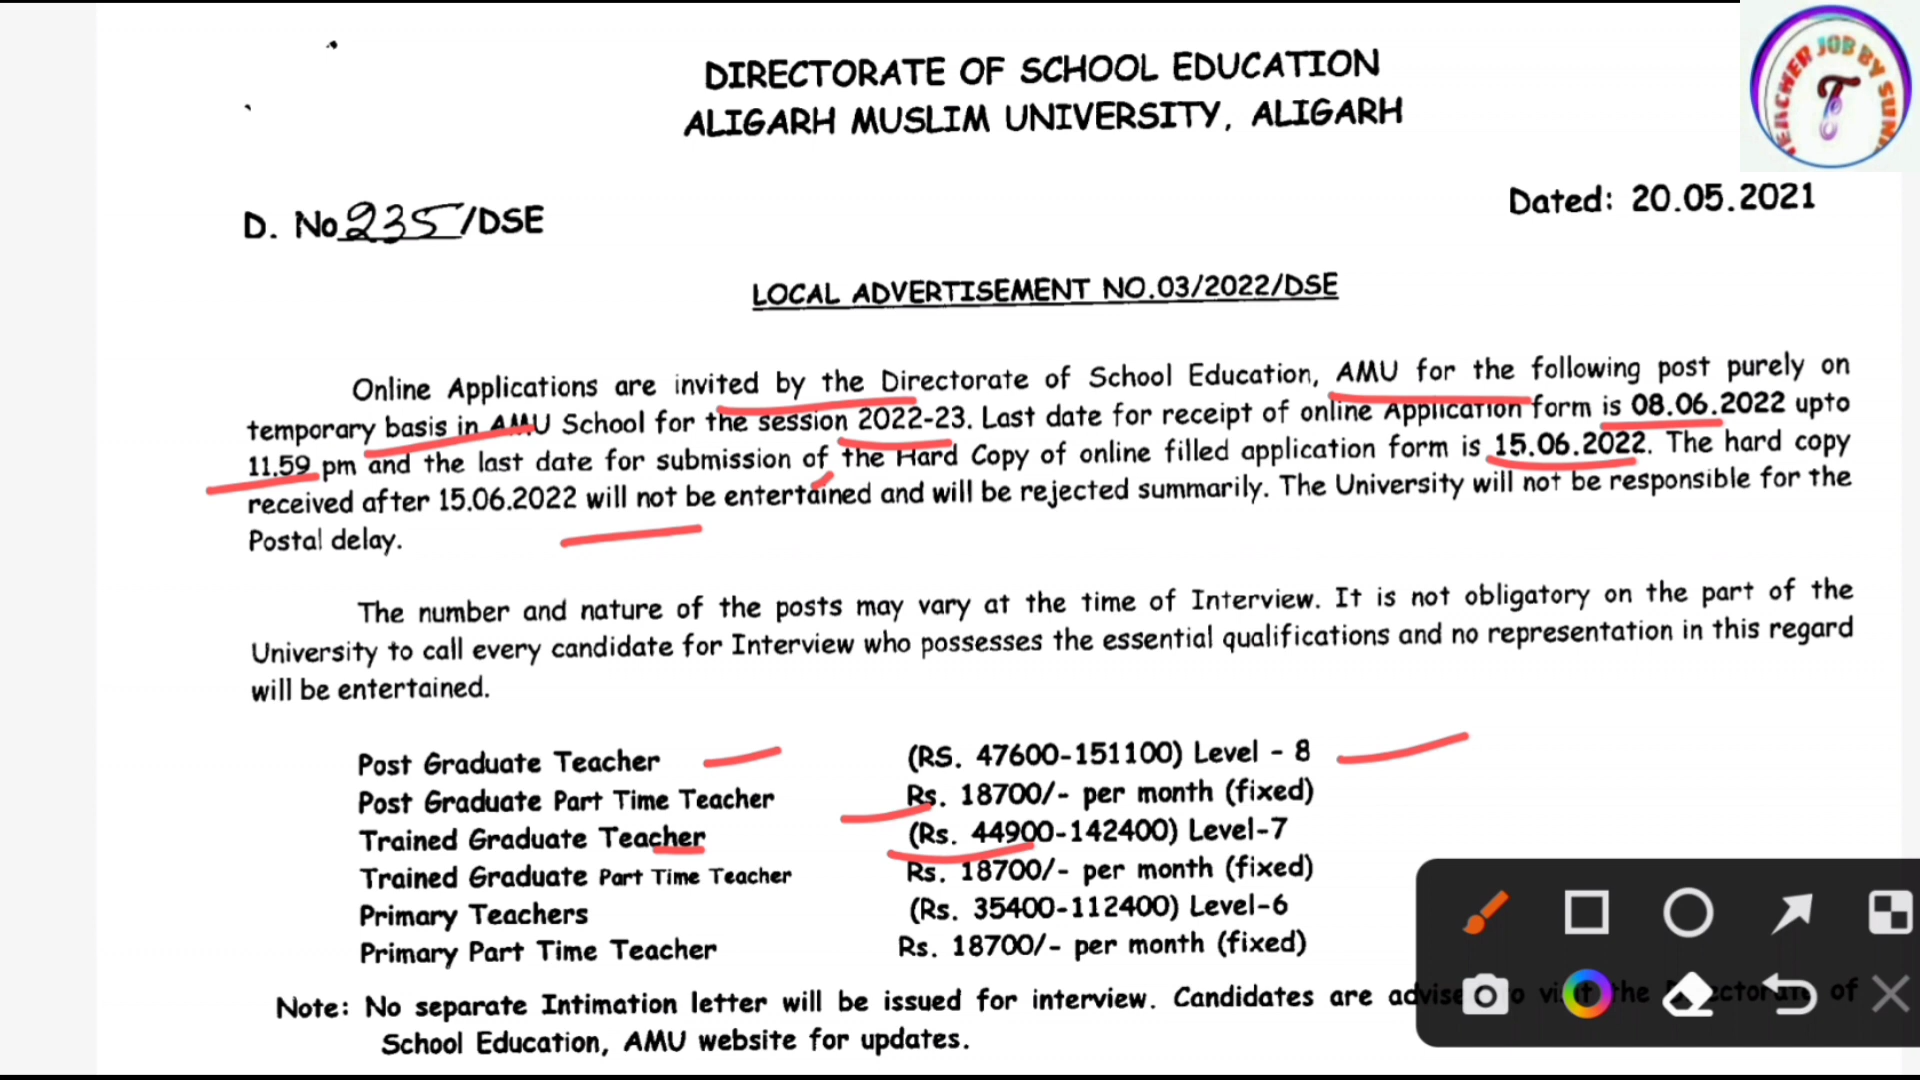 DIRECTORATE OF SCHOOL EDUCATION
ALIGARH MUSLIM UNIVERSITY, ALIGARH
TEACHER JOB BY
T
D. No 235/DSE
Dated: 20.05.2021
LOCAL ADVERTISEMENT NO.03/2022/DSE
Online Applications are invited by the Directorate of School Education, AMU for the following post purely on
temporary basis in AMU School for the session 2022-23. Last date for receipt of online Application form is 08.06.2022 upto
11.59 pm and the last date for submission of the Hard Copy of online filled application form is 15.06.2022. The hard copy
received after 15.06.2022 will not be entertained and will be rejected summarily. The University will not be responsible for the
Postal delay.
The number and nature of the posts may vary at the time of Interview. It is not obligatory on the part of the
University to call every candidate for Interview who possesses the essential qualifications and no representation in this regard
will be entertained.
Post Graduate Teacher (RS. 47600-151100) Level - 8
Post Graduate Part Time Teacher Rs. 18700/- per month (fixed)
Trained Graduate Teacher (Rs. 44900-142400) Level-7
Trained Graduate Part Time Teacher Rs. 18700/- per month (fixed)
Primary Teachers (Rs. 35400-112400) Level-6
Primary Part Time Teacher Rs. 18700/- per month (fixed)
Note: No separate Intimation letter will be issued for interview. Candidates are advise to visit the Directorate of
School Education, AMU website for updates.